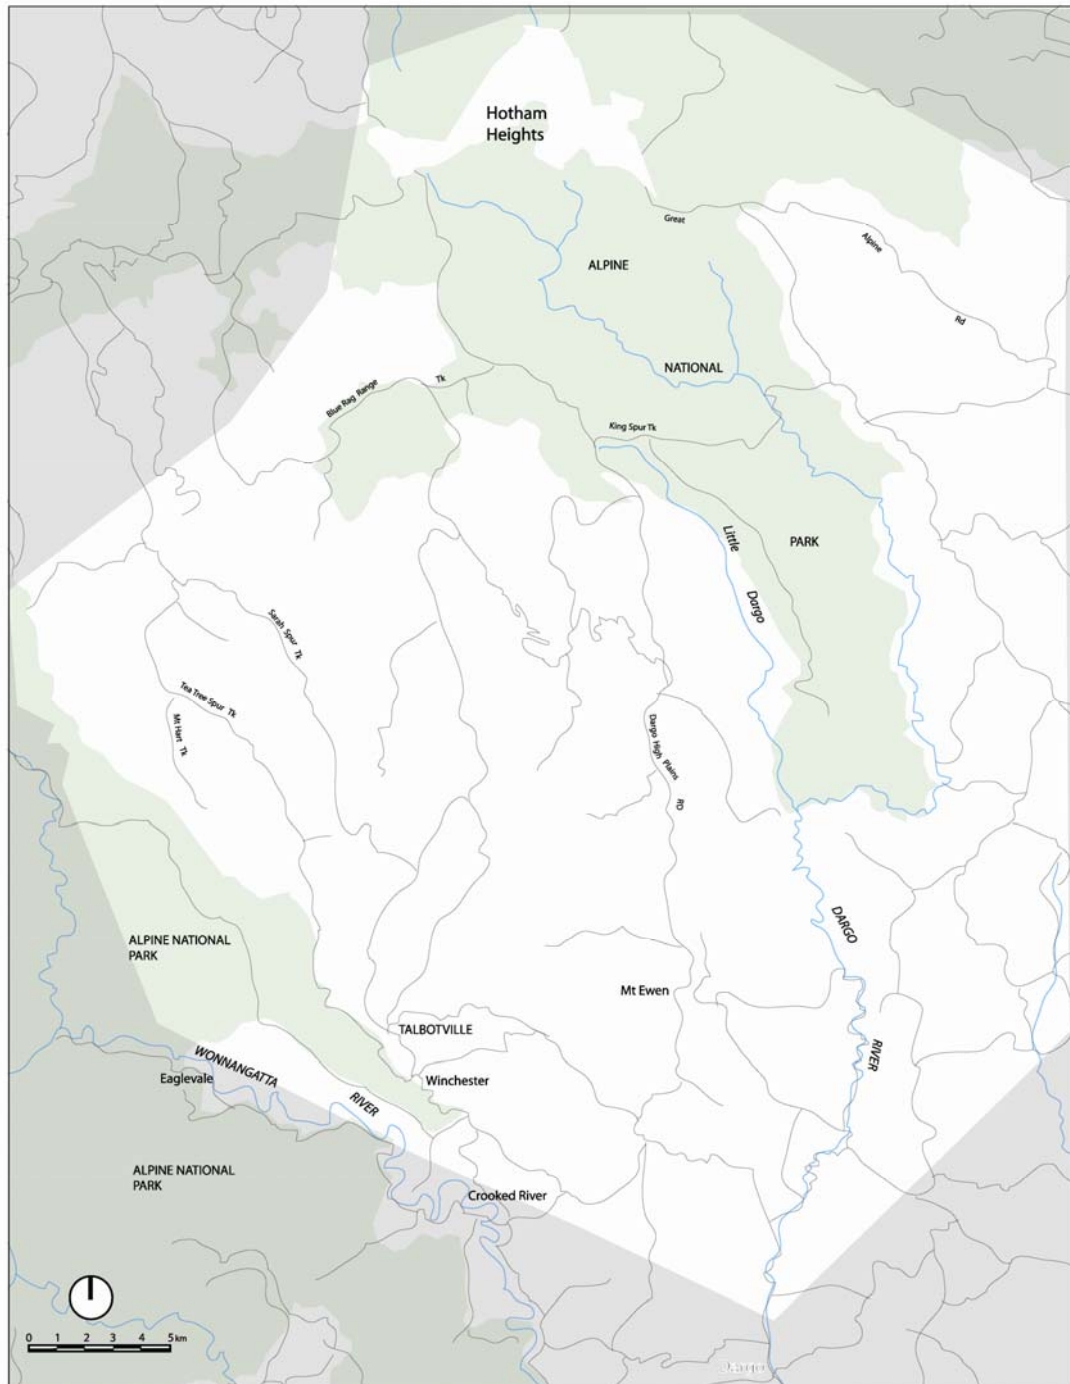 Hotham
Heights
Great
Alpine
Rd
ALPINE
NATIONAL
PARK
Blue Rag Range Tk
King Spur Tk
Little
Dargo
Sarah Spur Tk
Tea Tree Spur Tk
Mt Hart Tk
Dargo High Plains RD
DARGO
RIVER
ALPINE NATIONAL
PARK
Mt Ewen
TALBOTVILLE
WONNANGATTA
RIVER
Eaglevale
Winchester
ALPINE NATIONAL
PARK
Crooked River
0 1 2 3 4 5 km
Dargo